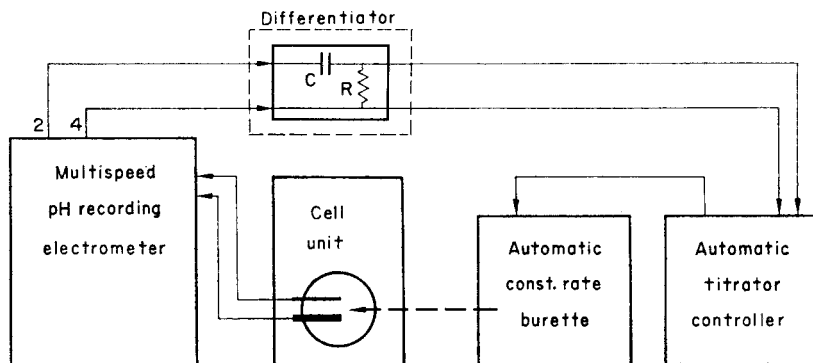 Differentiator
C
R
2 4
Multispeed
pH recording
electrometer
Cell
unit
Automatic
const. rate
burette
Automatic
titrator
controller